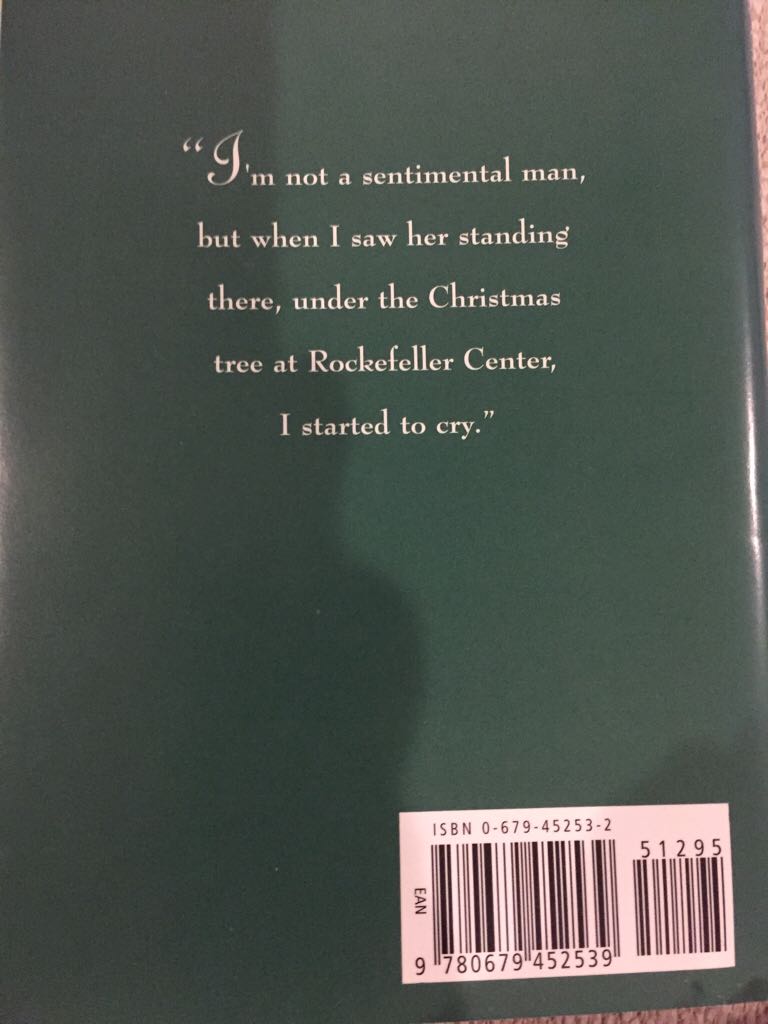 “I'm not a sentimental man,
but when I saw her standing
there, under the Christmas
tree at Rockefeller Center,
I started to cry.”
ISBN 0-679-45253-2
51295
EAN
9 780679 452539